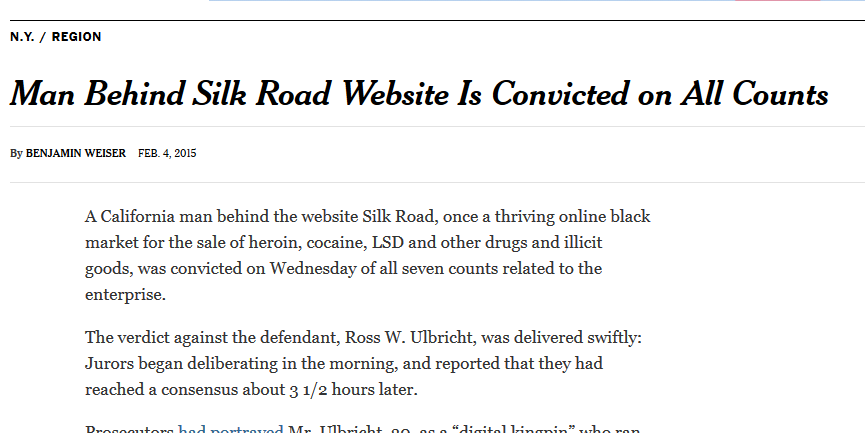 N.Y. / REGION
Man Behind Silk Road Website Is Convicted on All Counts
By BENJAMIN WEISER FEB. 4, 2015
A California man behind the website Silk Road, once a thriving online black
market for the sale of heroin, cocaine, LSD and other drugs and illicit
goods, was convicted on Wednesday of all seven counts related to the
enterprise.
The verdict against the defendant, Ross W. Ulbricht, was delivered swiftly:
Jurors began deliberating in the morning, and reported that they had
reached a consensus about 3 1/2 hours later.
Prosecutors had portrayed Mr. Ulbricht, 30, as a “digital kingpin” who ran